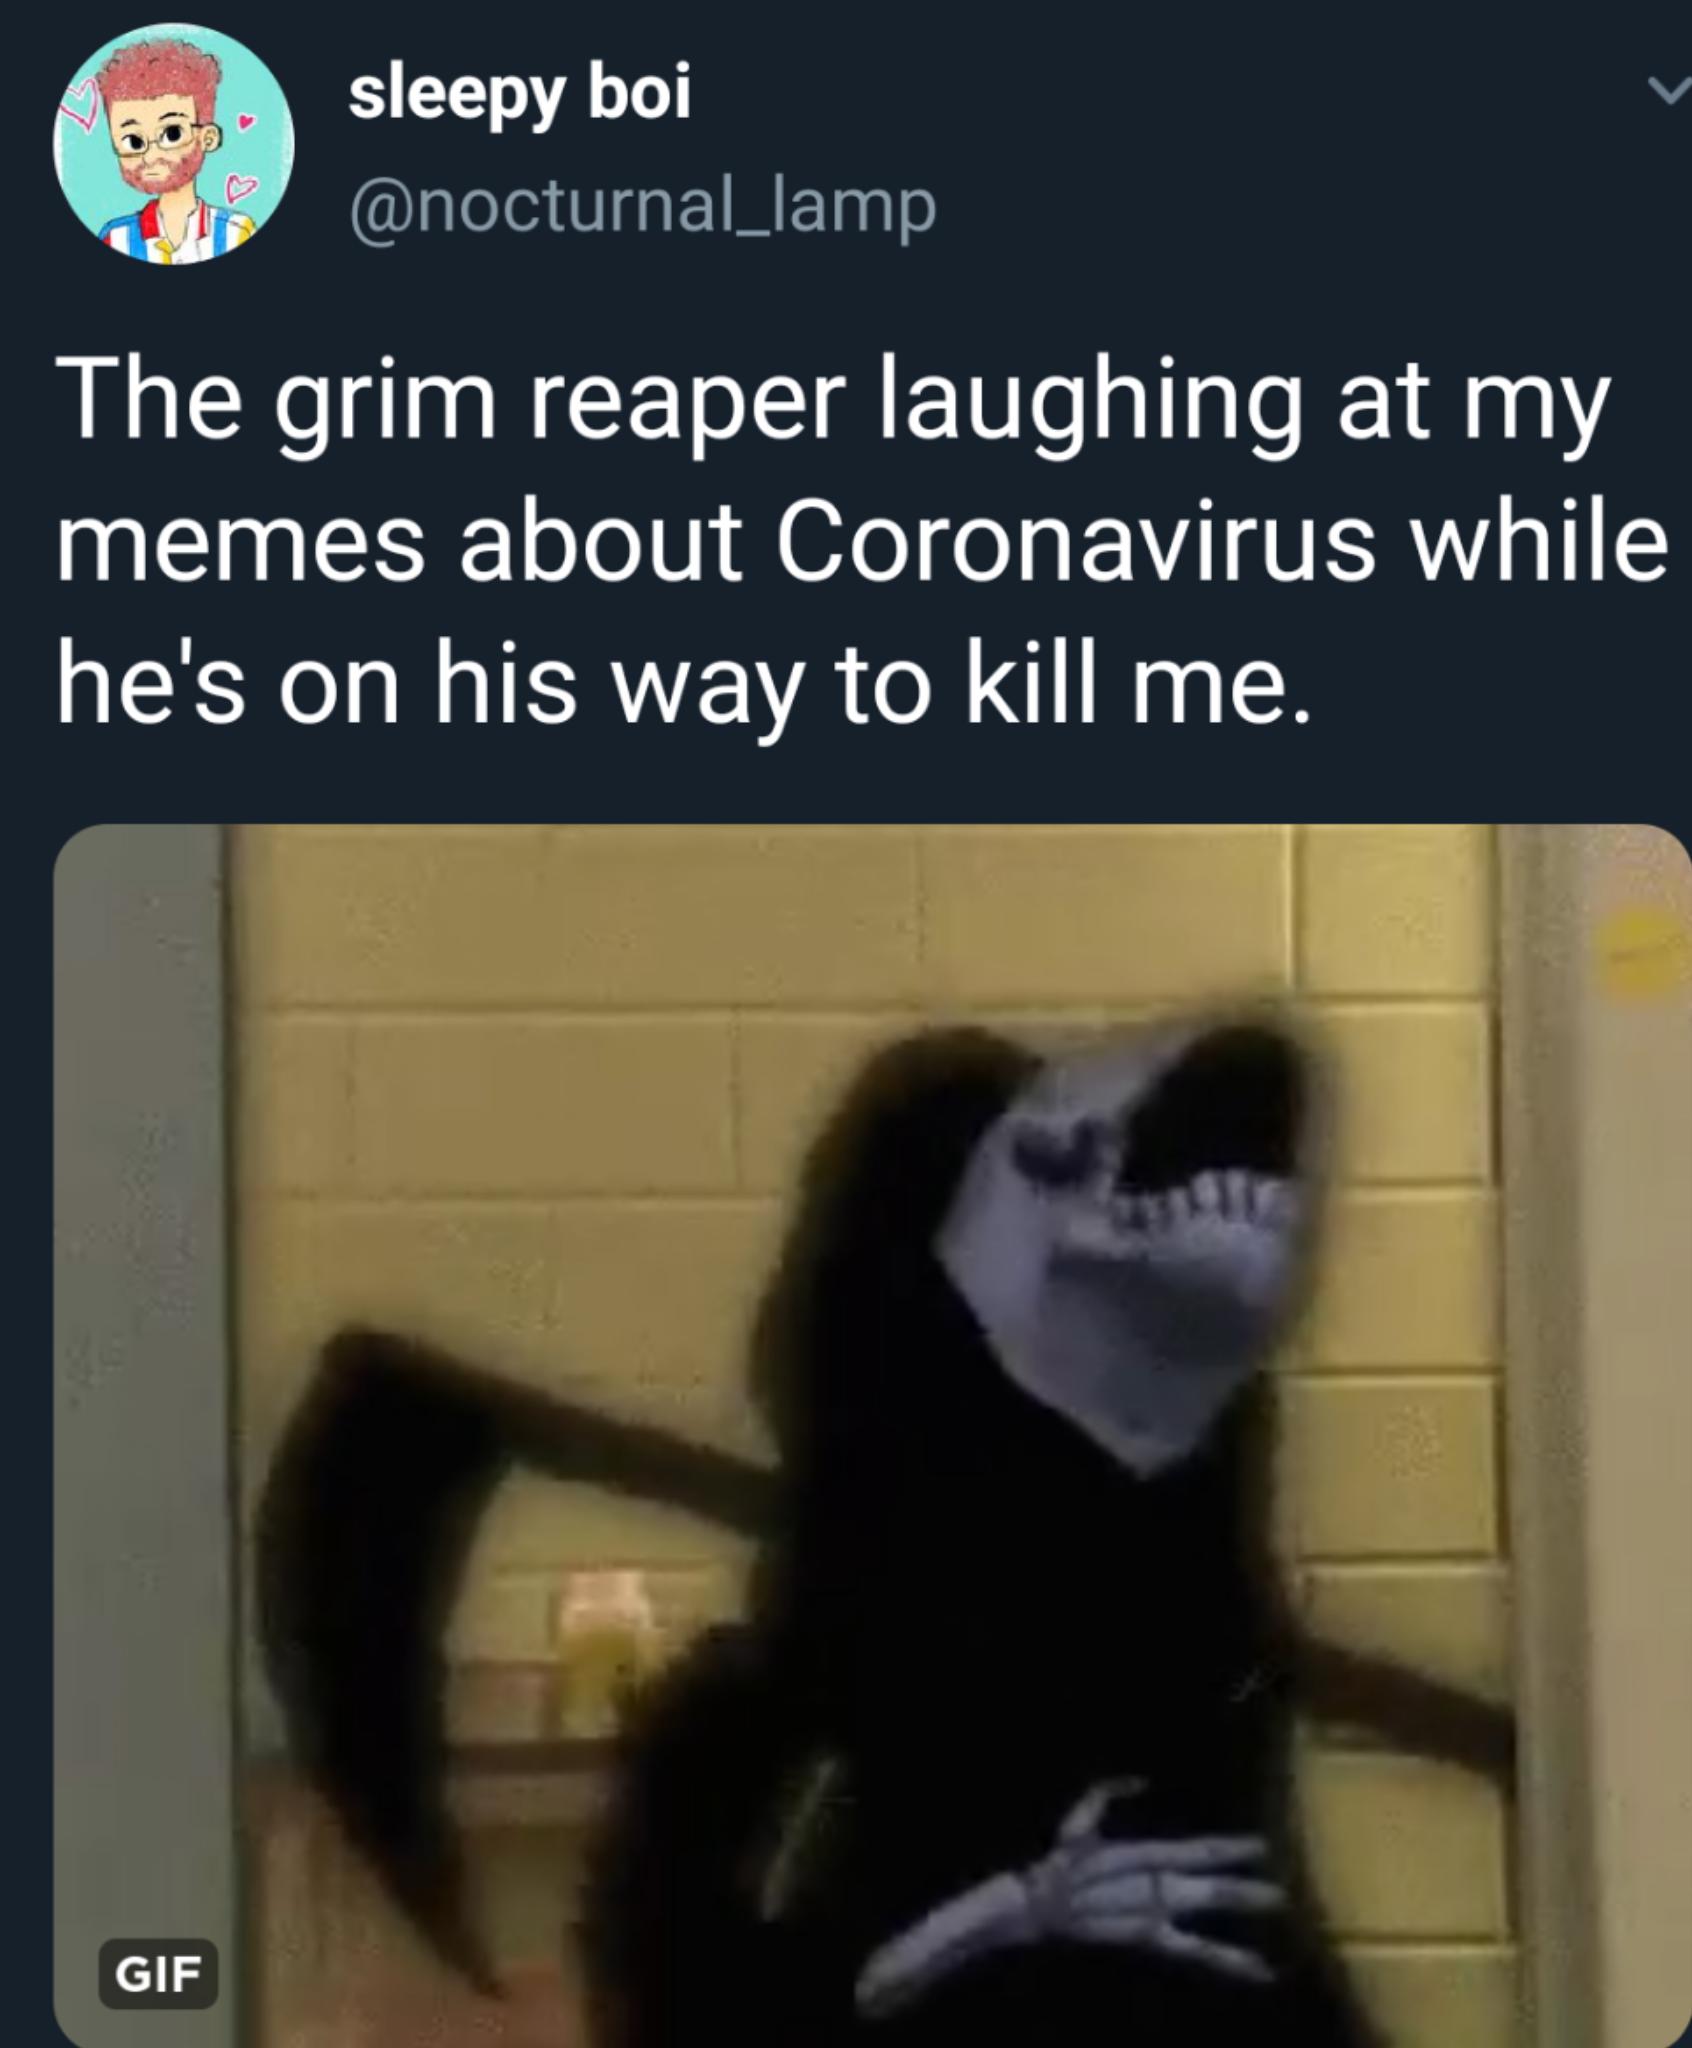 sleepy boi
@nocturnal_lamp
The grim reaper laughing at my
memes about Coronavirus while
he's on his way to kill me.
GIF